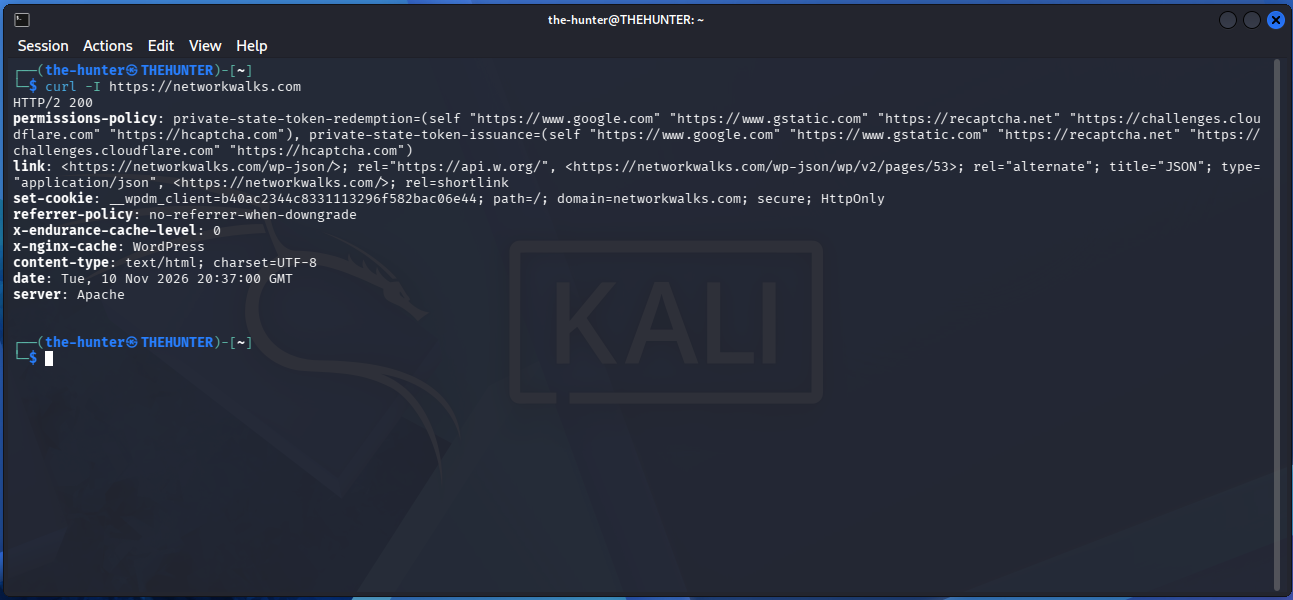 the-hunter@THEHUNTER: ~
Session Actions Edit View Help
┌──(the-hunter㉿THEHUNTER)-[~]
└─$ curl -I https://networkwalks.com
HTTP/2 200
permissions-policy: private-state-token-redemption=(self "https://www.google.com" "https://www.gstatic.com" "https://recaptcha.net" "https://challenges.clou
dflare.com" "https://hcaptcha.com"), private-state-token-issuance=(self "https://www.google.com" "https://www.gstatic.com" "https://recaptcha.net" "https://
challenges.cloudflare.com" "https://hcaptcha.com")
link: <https://networkwalks.com/wp-json/>; rel="https://api.w.org/", <https://networkwalks.com/wp-json/wp/v2/pages/53>; rel="alternate"; title="JSON"; type=
"application/json", <https://networkwalks.com/>; rel=shortlink
set-cookie: __wpdm_client=b40ac2344c8331113296f582bac06e44; path=/; domain=networkwalks.com; secure; HttpOnly
referrer-policy: no-referrer-when-downgrade
x-endurance-cache-level: 0
x-nginx-cache: WordPress
content-type: text/html; charset=UTF-8
date: Tue, 10 Nov 2026 20:37:00 GMT
server: Apache
┌──(the-hunter㉿THEHUNTER)-[~]
└─$
KALI